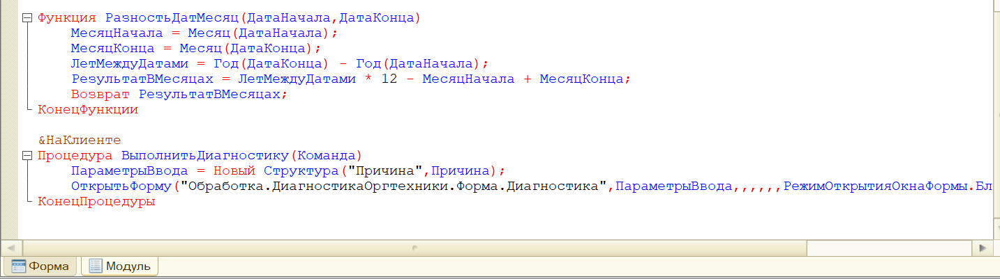 Функция РазностьДатМесяц(ДатаНачала,ДатаКонца)
МесяцНачала = Месяц(ДатаНачала);
МесяцКонца = Месяц(ДатаКонца);
ЛетМеждуДатами = Год(ДатаКонца) - Год(ДатаНачала);
РезультатВМесяцах = ЛетМеждуДатами * 12 - МесяцНачала + МесяцКонца;
Возврат РезультатВМесяцах;
КонецФункции
&НаКлиенте
Процедура ВыполнитьДиагностику(Команда)
ПараметрыВвода = Новый Структура("Причина",Причина);
ОткрытьФорму("Обработка.ДиагностикаОргтехники.Форма.Диагностика",ПараметрыВвода,,,,,,РежимОткрытияОкнаФормы.Бл
КонецПроцедуры
Форма Модуль